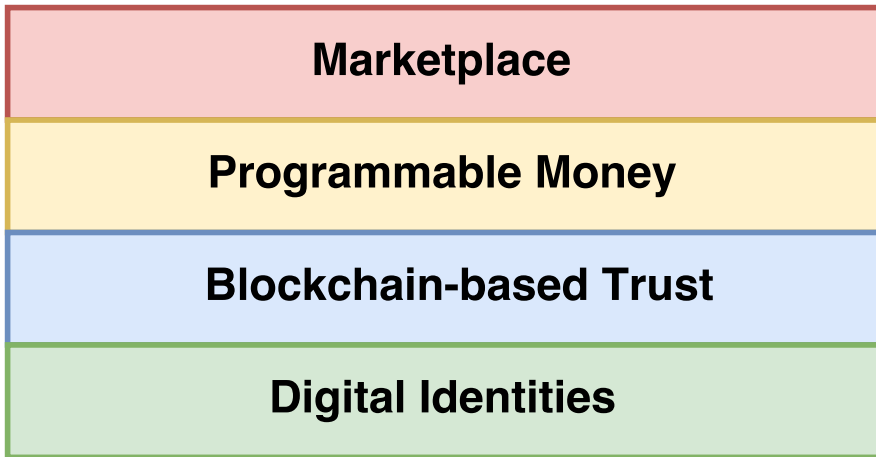 Marketplace
Programmable Money
Blockchain-based Trust
Digital Identities